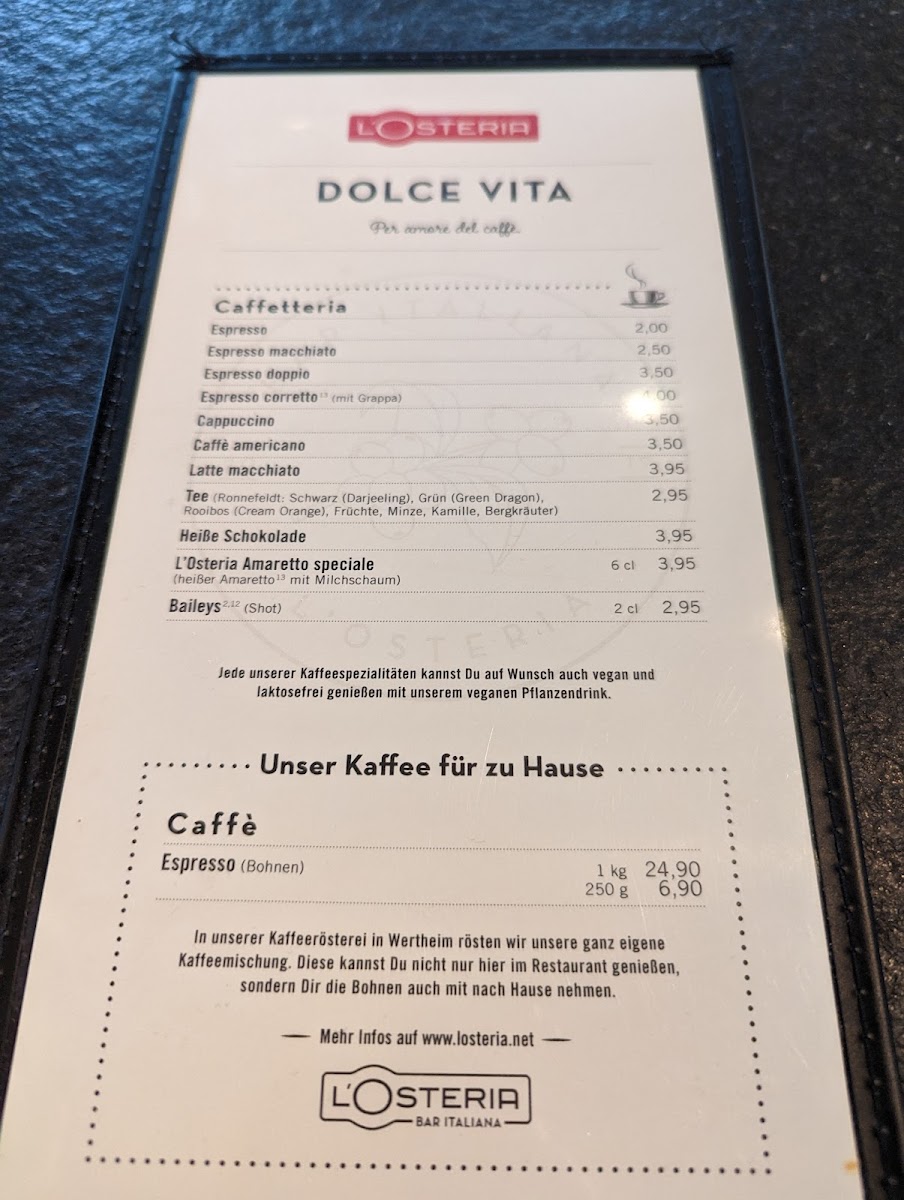 L'OSTERIA
DOLCE VITA
Per amore del caffè.
Caffetteria
Espresso 2,00
Espresso macchiato 2,50
Espresso doppio 3,50
Espresso corretto¹³ (mit Grappa) 4,00
Cappuccino 3,50
Caffè americano 3,50
Latte macchiato 3,95
Tee (Ronnefeldt: Schwarz (Darjeeling), Grün (Green Dragon), 2,95
Rooibos (Cream Orange), Früchte, Minze, Kamille, Bergkräuter)
Heiße Schokolade 3,95
L'Osteria Amaretto speciale 6 cl 3,95
(heißer Amaretto¹³ mit Milchschaum)
Baileys²,¹² (Shot) 2 cl 2,95
Jede unserer Kaffeespezialitäten kannst Du auf Wunsch auch vegan und
laktosefrei genießen mit unserem veganen Pflanzendrink.
Unser Kaffee für zu Hause
Caffè
Espresso (Bohnen) 1 kg 24,90
250 g 6,90
In unserer Kaffeerösterei in Wertheim rösten wir unsere ganz eigene
Kaffeemischung. Diese kannst Du nicht nur hier im Restaurant genießen,
sondern Dir die Bohnen auch mit nach Hause nehmen.
Mehr Infos auf www.losteria.net
L'OSTERIA
BAR ITALIANA